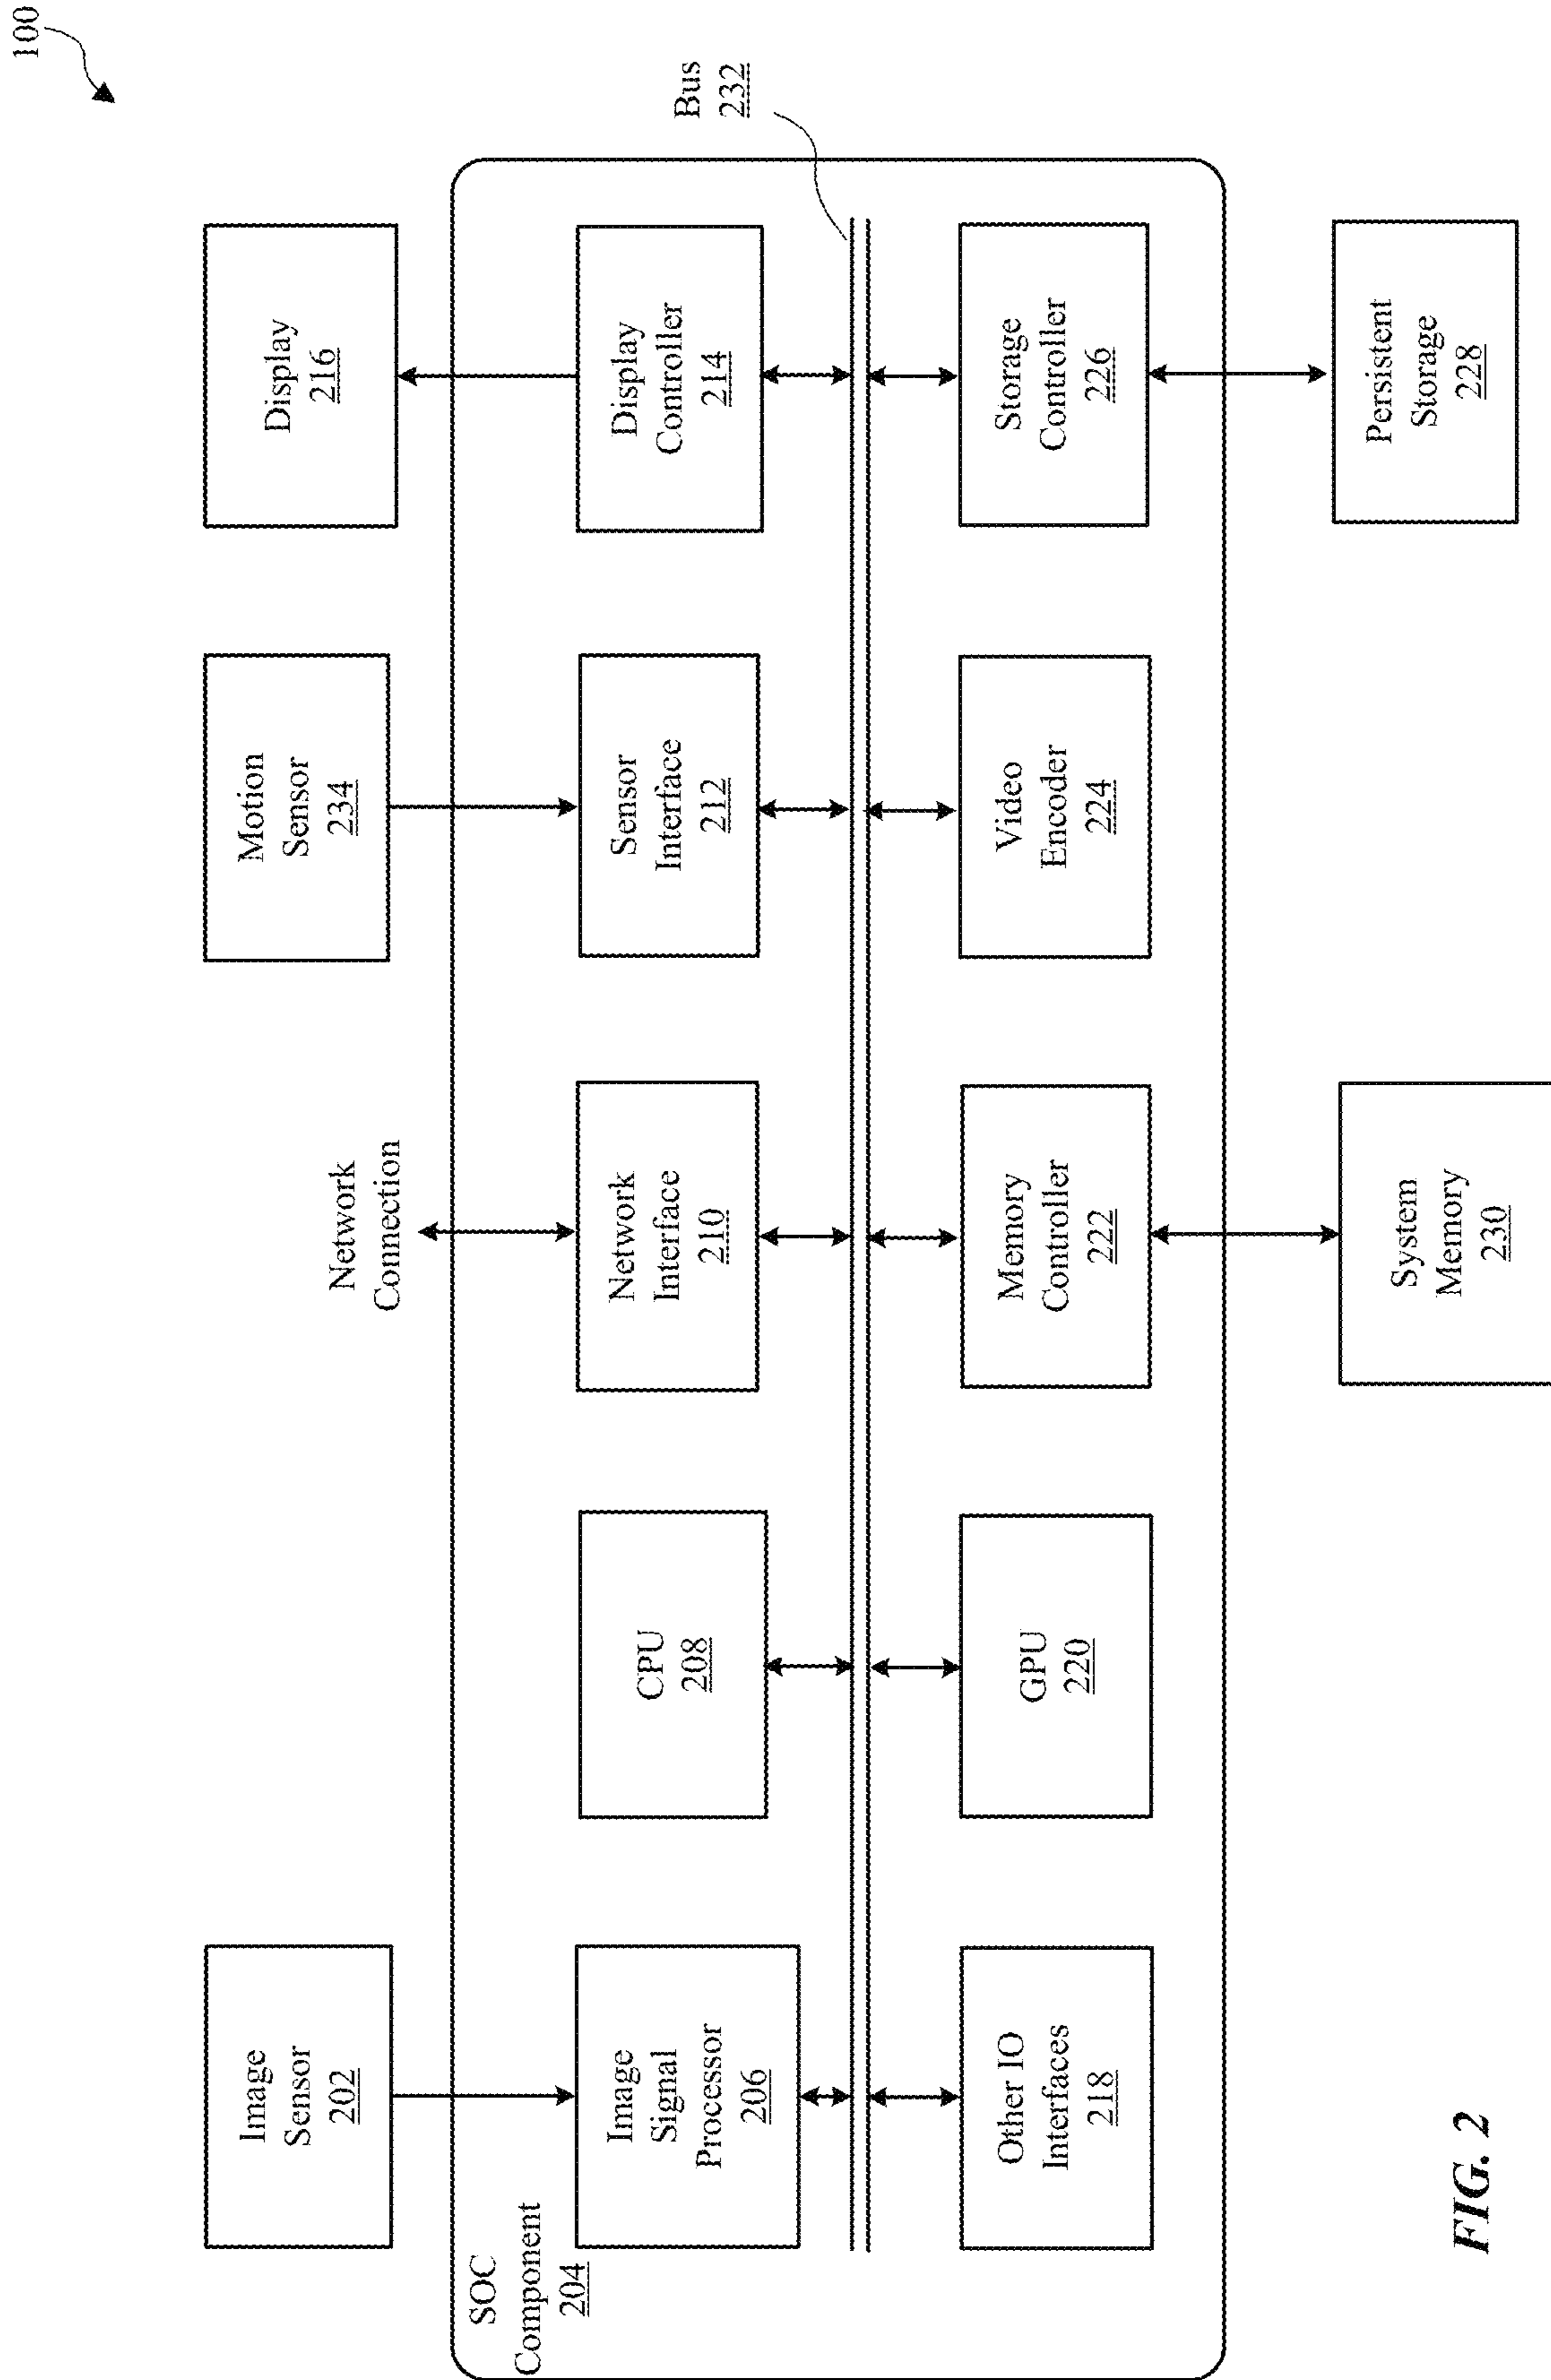 100
Image
Sensor
202
Network
Connection
Motion
Sensor
234
Display
216
SOC
Component
204
Image
Signal
Processor
206
CPU
208
Network
Interface
210
Sensor
Interface
212
Display
Controller
214
Bus
232
Other IO
Interfaces
218
GPU
220
Memory
Controller
222
Video
Encoder
224
Storage
Controller
226
System
Memory
230
Persistent
Storage
228
FIG. 2